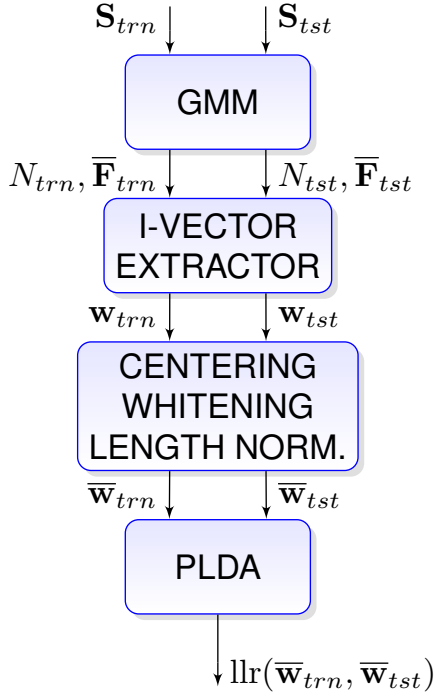 S_trn S_tst
GMM
N_trn, F̅_trn N_tst, F̅_tst
I-VECTOR
EXTRACTOR
w_trn w_tst
CENTERING
WHITENING
LENGTH NORM.
w̅_trn w̅_tst
PLDA
llr(w̅_trn, w̅_tst)